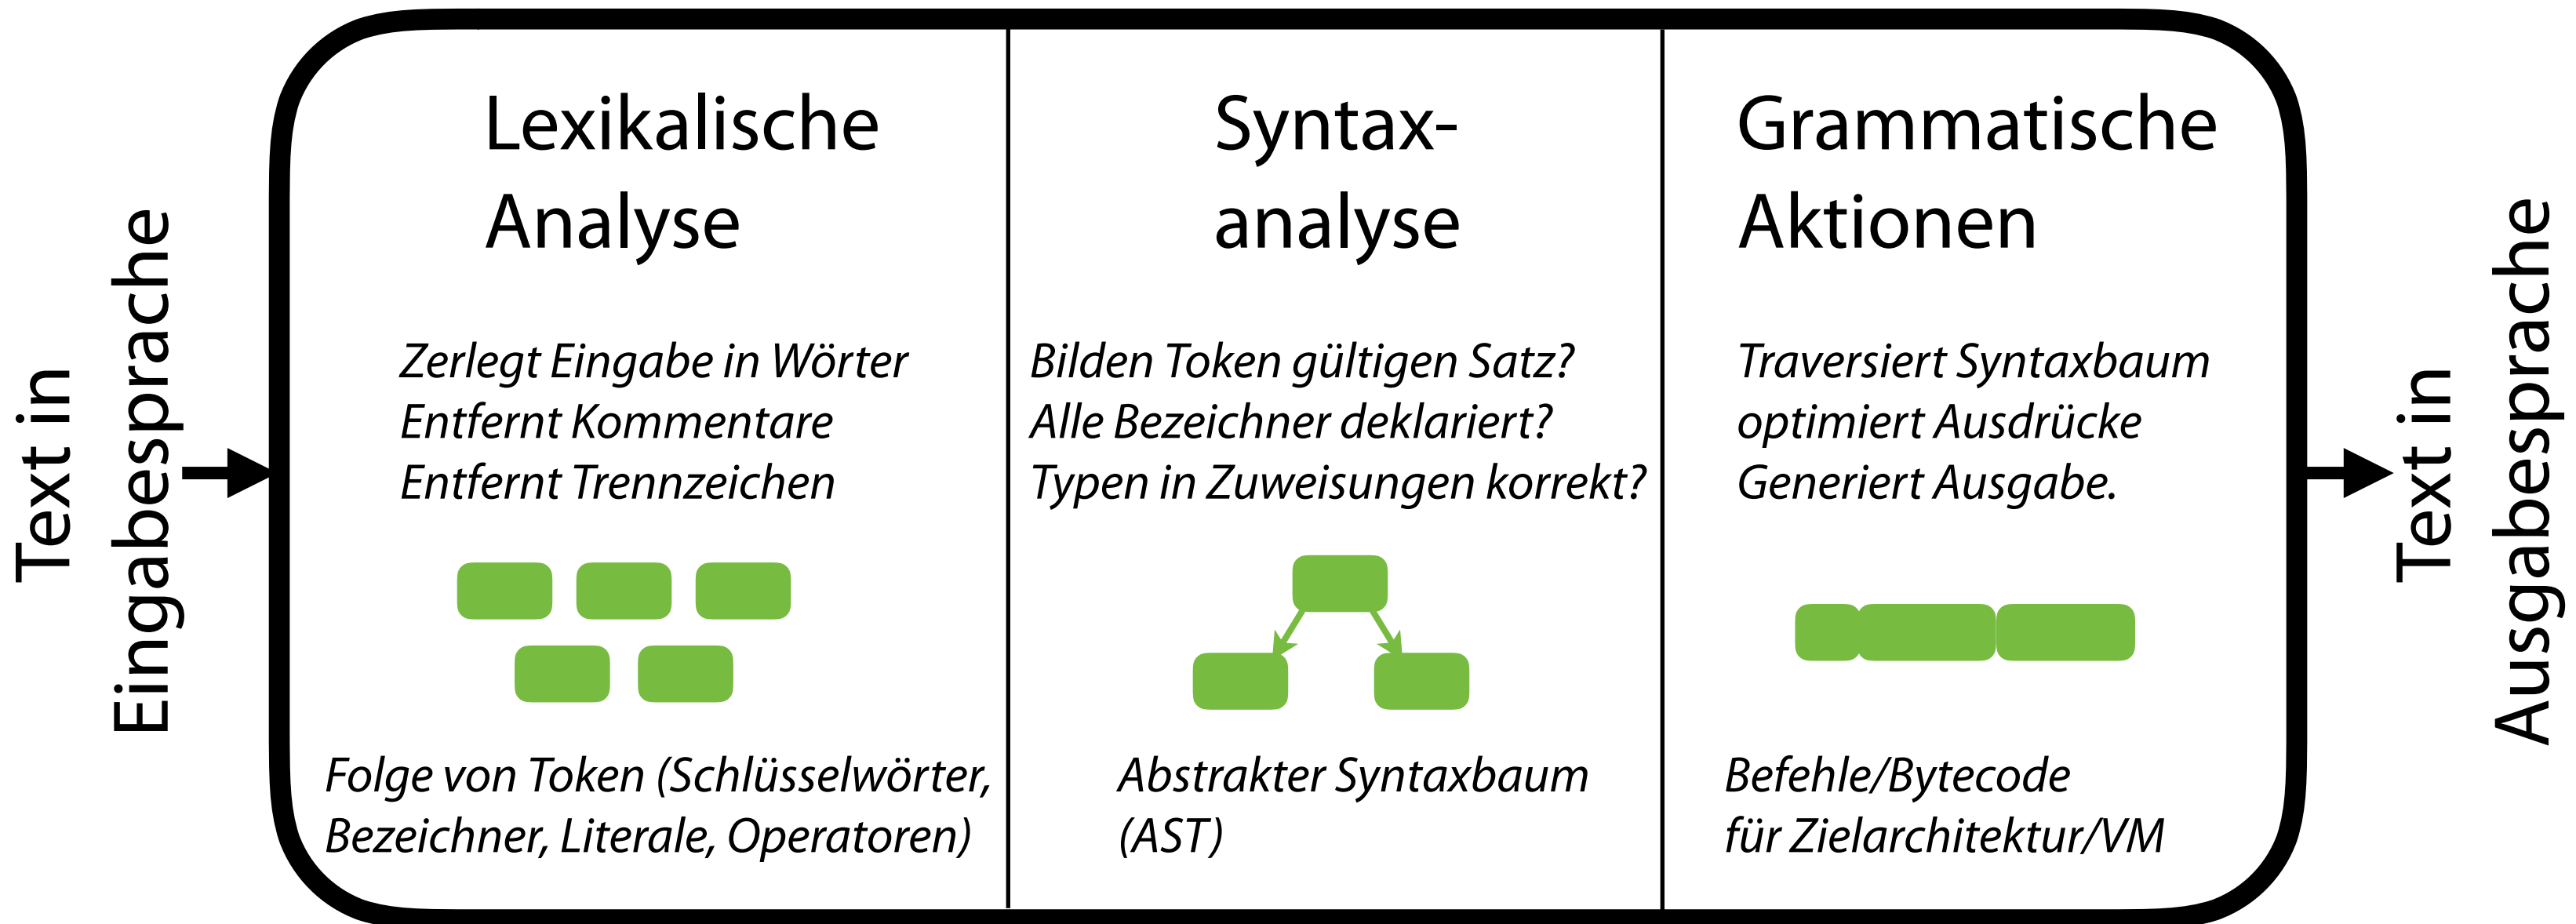 Text in
Eingabesprache
Lexikalische
Analyse
Zerlegt Eingabe in Wörter
Entfernt Kommentare
Entfernt Trennzeichen
Folge von Token (Schlüsselwörter,
Bezeichner, Literale, Operatoren)
Syntax-
analyse
Bilden Token gültigen Satz?
Alle Bezeichner deklariert?
Typen in Zuweisungen korrekt?
Abstrakter Syntaxbaum
(AST)
Grammatische
Aktionen
Traversiert Syntaxbaum
optimiert Ausdrücke
Generiert Ausgabe.
Befehle/Bytecode
für Zielarchitektur/VM
Text in
Ausgabesprache